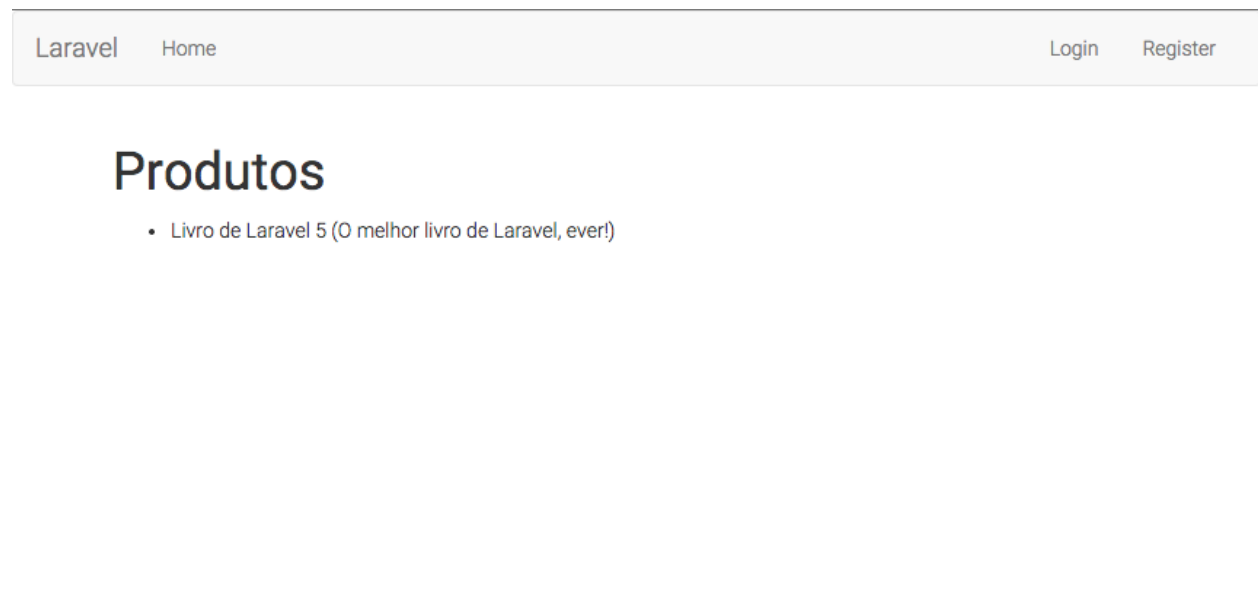 Laravel Home Login Register
Produtos
• Livro de Laravel 5 (O melhor livro de Laravel, ever!)